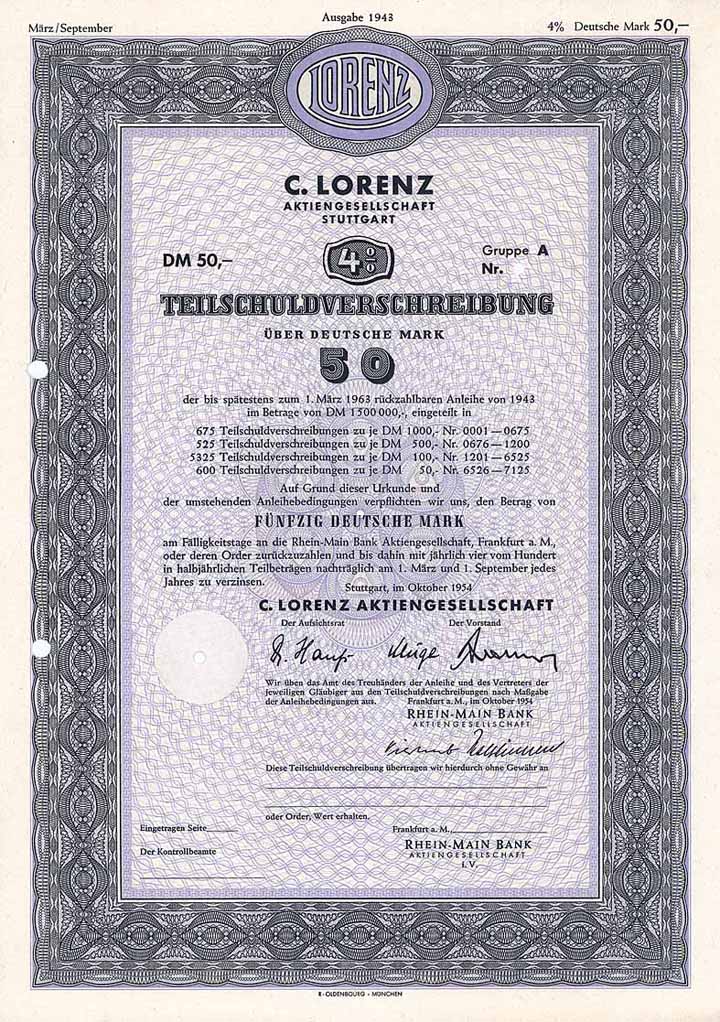 Ausgabe 1943
März/September
4% Deutsche Mark 50,–
LORENZ
C. LORENZ
AKTIENGESELLSCHAFT
STUTTGART
DM 50,–
4%
Gruppe A
Nr.
TEILSCHULDVERSCHREIBUNG
ÜBER DEUTSCHE MARK
50
der bis spätestens zum 1. März 1963 rückzahlbaren Anleihe von 1943
im Betrage von DM 1 500 000,-, eingeteilt in
675 Teilschuldverschreibungen zu je DM 1000,- Nr. 0001—0675
525 Teilschuldverschreibungen zu je DM 500,- Nr. 0676—1200
5325 Teilschuldverschreibungen zu je DM 100,- Nr. 1201—6525
600 Teilschuldverschreibungen zu je DM 50,- Nr. 6526—7125
Auf Grund dieser Urkunde und
der umstehenden Anleihebedingungen verpflichten wir uns, den Betrag von
FÜNFZIG DEUTSCHE MARK
am Fälligkeitstage an die Rhein-Main Bank Aktiengesellschaft, Frankfurt a. M.,
oder deren Order zurückzuzahlen und bis dahin mit jährlich vier vom Hundert
in halbjährlichen Teilbeträgen nachträglich am 1. März und 1. September jedes
Jahres zu verzinsen.
Stuttgart, im Oktober 1954
C. LORENZ AKTIENGESELLSCHAFT
Der Aufsichtsrat
Der Vorstand
Wir üben das Amt des Treuhänders der Anleihe und des Vertreters der
jeweiligen Gläubiger aus den Teilschuldverschreibungen nach Maßgabe
der Anleihebedingungen aus. Frankfurt a. M., im Oktober 1954
RHEIN-MAIN BANK
AKTIENGESELLSCHAFT
Diese Teilschuldverschreibung übertragen wir hierdurch ohne Gewähr an
oder Order, Wert erhalten.
Eingetragen Seite
Frankfurt a. M.,
Der Kontrollbeamte
RHEIN-MAIN BANK
AKTIENGESELLSCHAFT
I.V.
R·OLDENBOURG · MÜNCHEN